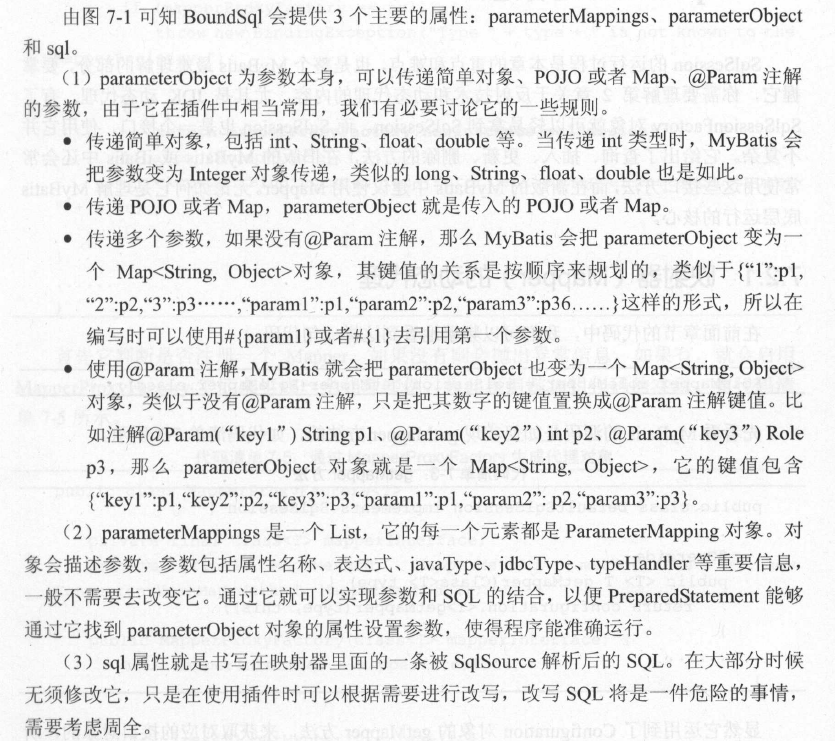 由图 7-1 可知 BoundSql 会提供 3 个主要的属性：parameterMappings、parameterObject
和 sql。
（1）parameterObject 为参数本身，可以传递简单对象、POJO 或者 Map、@Param 注解
的参数，由于它在插件中相当常用，我们有必要讨论它的一些规则。
● 传递简单对象，包括 int、String、float、double 等。当传递 int 类型时，MyBatis 会
把参数变为 Integer 对象传递，类似的 long、String、float、double 也是如此。
● 传递 POJO 或者 Map，parameterObject 就是传入的 POJO 或者 Map。
● 传递多个参数，如果没有@Param 注解，那么 MyBatis 会把 parameterObject 变为一
个 Map<String, Object>对象，其键值的关系是按顺序来规划的，类似于{“1”:p1,
“2”:p2,“3”:p3……,“param1”:p1,“param2”:p2,“param3”:p36……}这样的形式，所以在
编写时可以使用#{param1}或者#{1}去引用第一个参数。
● 使用@Param 注解，MyBatis 就会把 parameterObject 也变为一个 Map<String, Object>
对象，类似于没有@Param 注解，只是把其数字的键值置换成@Param 注解键值。比
如注解@Param(“key1”) String p1、@Param(“key2”) int p2、@Param(“key3”) Role
p3，那么 parameterObject 对象就是一个 Map<String, Object>，它的键值包含
{“key1”:p1,“key2”:p2,“key3”:p3,“param1”:p1,“param2”: p2,“param3”:p3}。
（2）parameterMappings 是一个 List，它的每一个元素都是 ParameterMapping 对象。对
象会描述参数，参数包括属性名称、表达式、javaType、jdbcType、typeHandler 等重要信息，
一般不需要去改变它。通过它就可以实现参数和 SQL 的结合，以便 PreparedStatement 能够
通过它找到 parameterObject 对象的属性设置参数，使得程序能准确运行。
（3）sql 属性就是书写在映射器里面的一条被 SqlSource 解析后的 SQL。在大部分时候
无须修改它，只是在使用插件时可以根据需要进行改写，改写 SQL 将是一件危险的事情，
需要考虑周全。